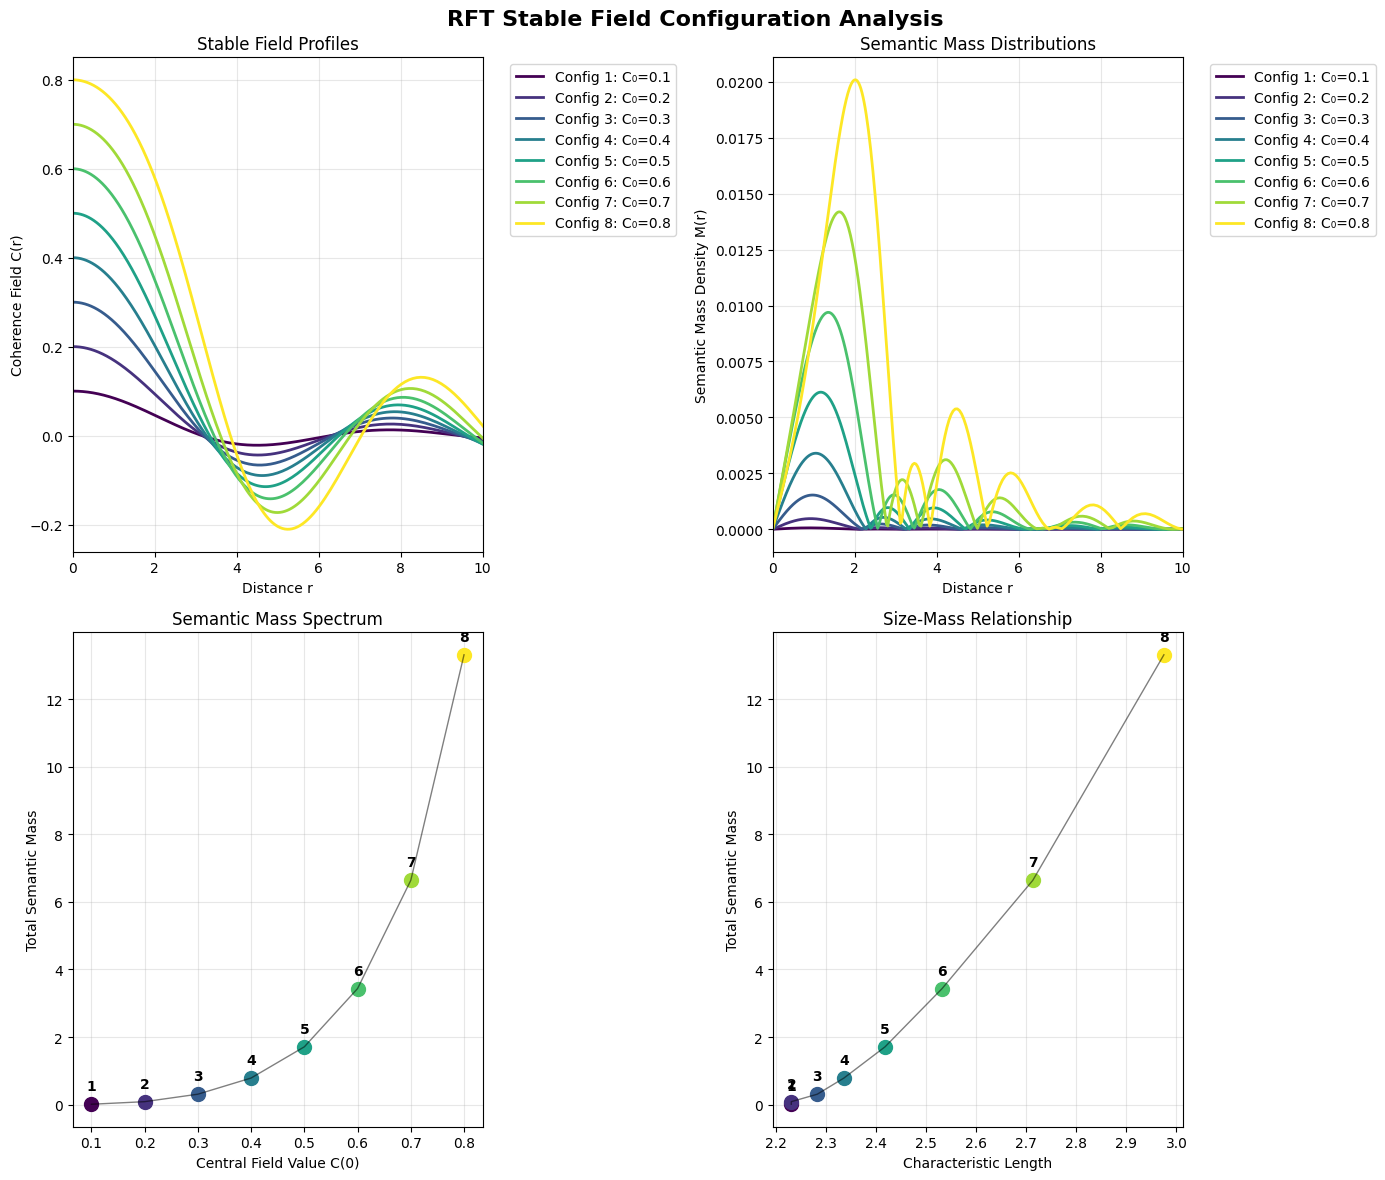 RFT Stable Field Configuration Analysis
Stable Field Profiles
Coherence Field C(r)
0.8
0.6
0.4
0.2
0.0
−0.2
0 2 4 6 8 10
Distance r
Config 1: C₀=0.1
Config 2: C₀=0.2
Config 3: C₀=0.3
Config 4: C₀=0.4
Config 5: C₀=0.5
Config 6: C₀=0.6
Config 7: C₀=0.7
Config 8: C₀=0.8
Semantic Mass Distributions
Semantic Mass Density M(r)
0.0200
0.0175
0.0150
0.0125
0.0100
0.0075
0.0050
0.0025
0.0000
0 2 4 6 8 10
Distance r
Config 1: C₀=0.1
Config 2: C₀=0.2
Config 3: C₀=0.3
Config 4: C₀=0.4
Config 5: C₀=0.5
Config 6: C₀=0.6
Config 7: C₀=0.7
Config 8: C₀=0.8
Semantic Mass Spectrum
Total Semantic Mass
12
10
8
6
4
2
0
8
7
6
5
4
3
2
1
0.1 0.2 0.3 0.4 0.5 0.6 0.7 0.8
Central Field Value C(0)
Size-Mass Relationship
Total Semantic Mass
12
10
8
6
4
2
0
8
7
6
5
4
3
2
1
2.2 2.3 2.4 2.5 2.6 2.7 2.8 2.9 3.0
Characteristic Length